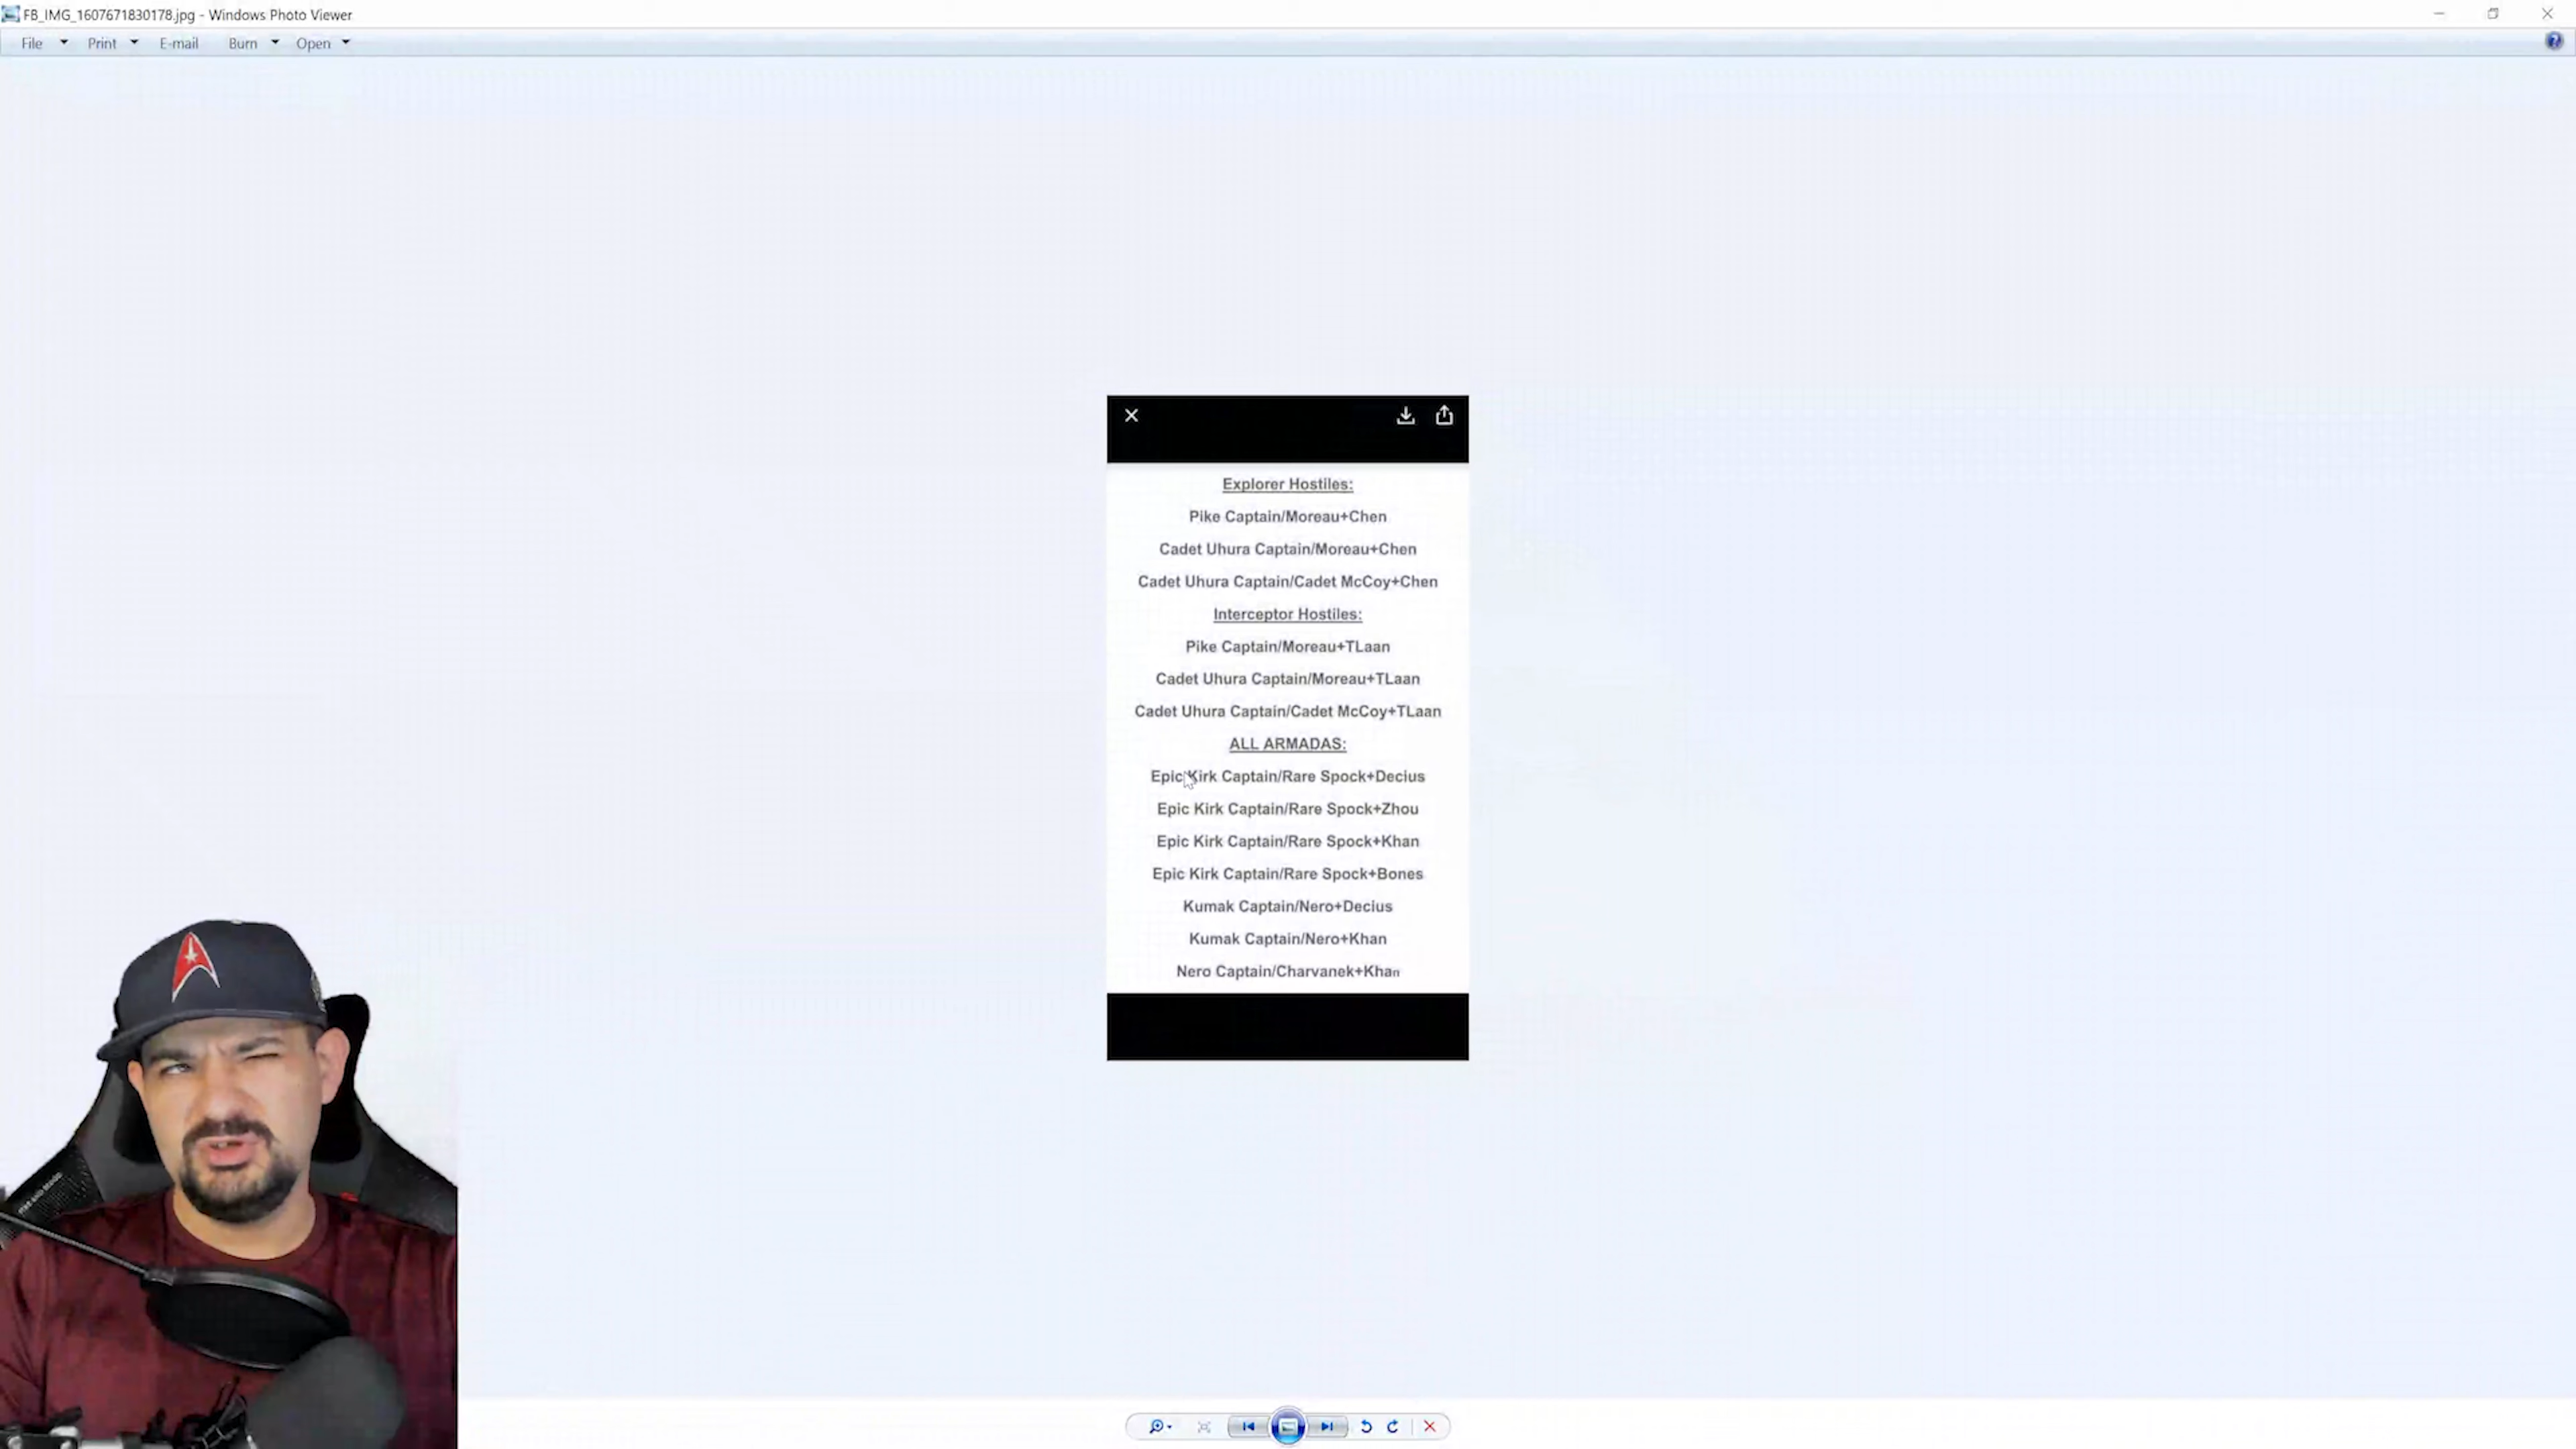 FB_IMG_1607671830178.jpg - Windows Photo Viewer
File Print E-mail Burn Open
Explorer Hostiles:
Pike Captain/Moreau+Chen
Cadet Uhura Captain/Moreau+Chen
Cadet Uhura Captain/Cadet McCoy+Chen
Interceptor Hostiles:
Pike Captain/Moreau+TLaan
Cadet Uhura Captain/Moreau+TLaan
Cadet Uhura Captain/Cadet McCoy+TLaan
ALL ARMADAS:
Epic Kirk Captain/Rare Spock+Decius
Epic Kirk Captain/Rare Spock+Zhou
Epic Kirk Captain/Rare Spock+Khan
Epic Kirk Captain/Rare Spock+Bones
Kumak Captain/Nero+Decius
Kumak Captain/Nero+Khan
Nero Captain/Charvanek+Khan